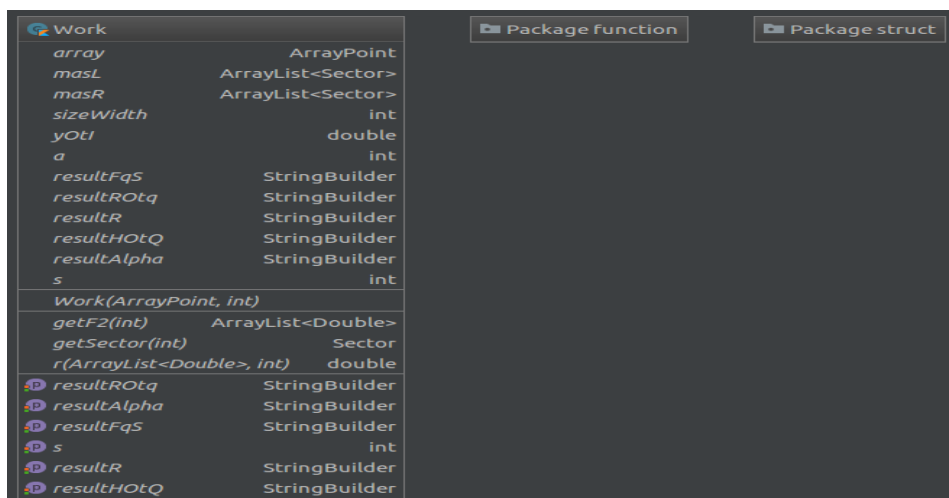 Work
array ArrayPoint
masL ArrayList<Sector>
masR ArrayList<Sector>
sizeWidth int
yOtI double
a int
resultFqS StringBuilder
resultROtq StringBuilder
resultR StringBuilder
resultHOtQ StringBuilder
resultAlpha StringBuilder
s int
Work(ArrayPoint, int)
getF2(int) ArrayList<Double>
getSector(int) Sector
r(ArrayList<Double>, int) double
resultROtq StringBuilder
resultAlpha StringBuilder
resultFqS StringBuilder
s int
resultR StringBuilder
resultHOtQ StringBuilder
Package function
Package struct